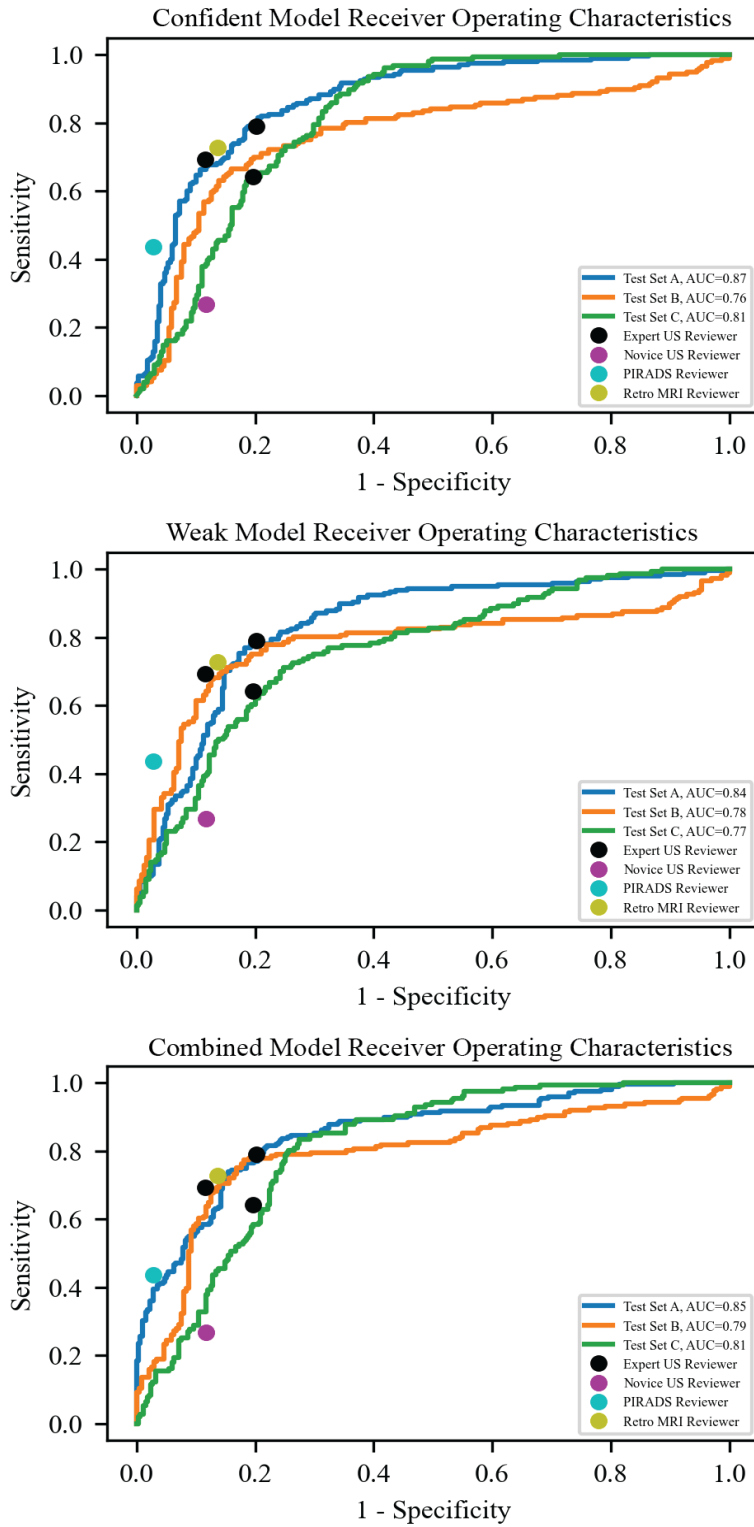 Confident Model Receiver Operating Characteristics
1.0
0.8
0.6
0.4
0.2
0.0
Sensitivity
Test Set A, AUC=0.87
Test Set B, AUC=0.76
Test Set C, AUC=0.81
Expert US Reviewer
Novice US Reviewer
PIRADS Reviewer
Retro MRI Reviewer
0.0 0.2 0.4 0.6 0.8 1.0
1 - Specificity
Weak Model Receiver Operating Characteristics
1.0
0.8
0.6
0.4
0.2
0.0
Sensitivity
Test Set A, AUC=0.84
Test Set B, AUC=0.78
Test Set C, AUC=0.77
Expert US Reviewer
Novice US Reviewer
PIRADS Reviewer
Retro MRI Reviewer
0.0 0.2 0.4 0.6 0.8 1.0
1 - Specificity
Combined Model Receiver Operating Characteristics
1.0
0.8
0.6
0.4
0.2
0.0
Sensitivity
Test Set A, AUC=0.85
Test Set B, AUC=0.79
Test Set C, AUC=0.81
Expert US Reviewer
Novice US Reviewer
PIRADS Reviewer
Retro MRI Reviewer
0.0 0.2 0.4 0.6 0.8 1.0
1 - Specificity